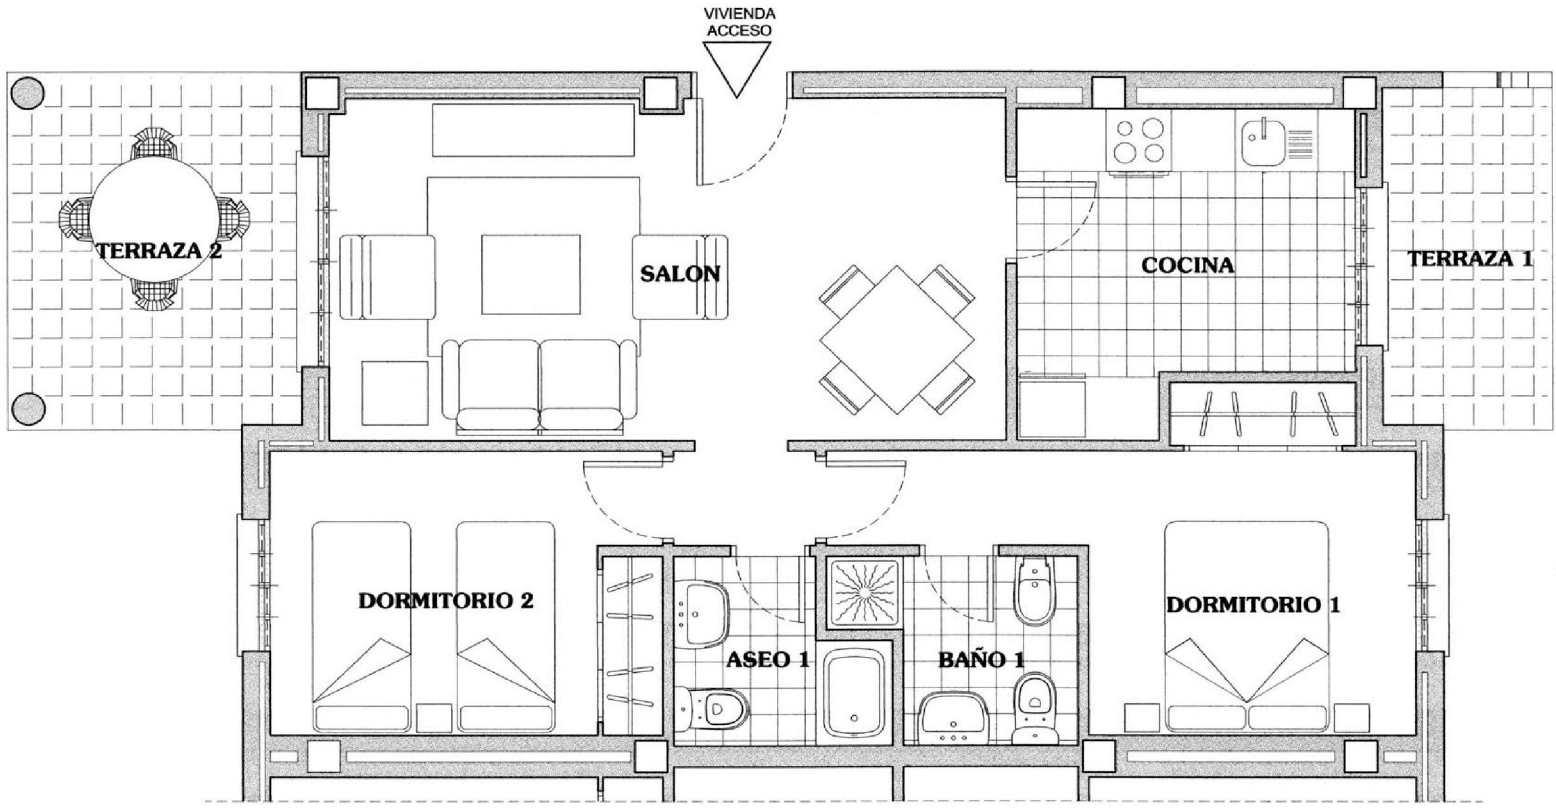 VIVIENDA
ACCESO
TERRAZA 2
SALON
COCINA
TERRAZA 1
DORMITORIO 2
ASEO 1
BAÑO 1
DORMITORIO 1